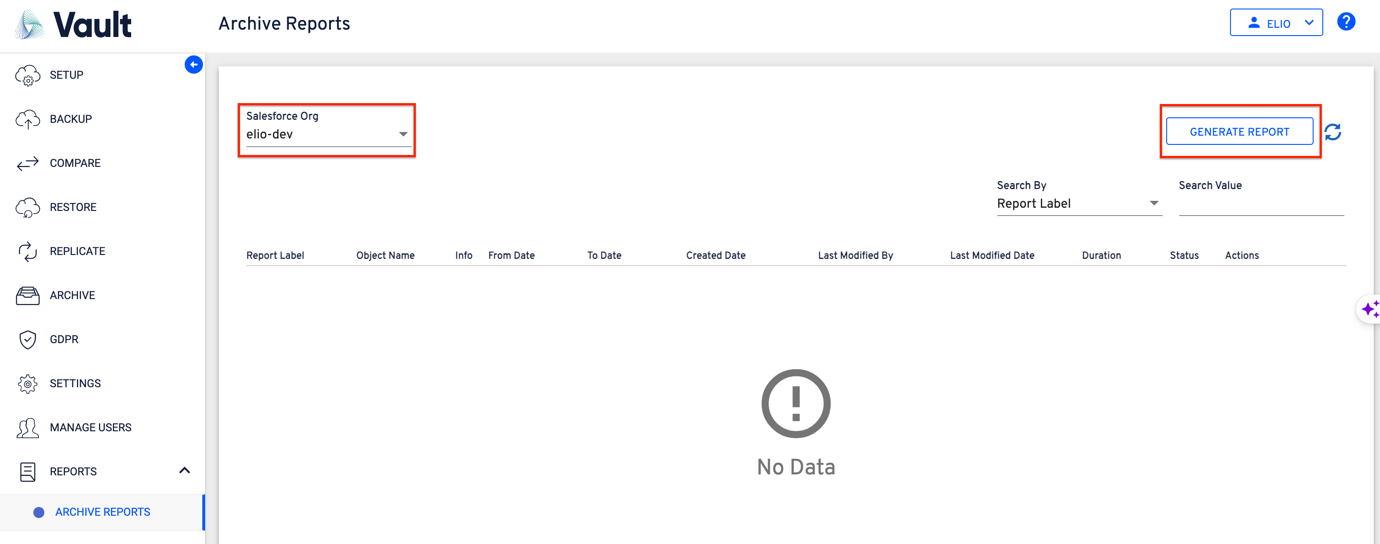 Vault
Archive Reports
ELIO
?
SETUP
BACKUP
COMPARE
RESTORE
REPLICATE
ARCHIVE
GDPR
SETTINGS
MANAGE USERS
REPORTS
ARCHIVE REPORTS
Salesforce Org
elio-dev
GENERATE REPORT
Search By
Report Label
Search Value
Report Label Object Name Info From Date To Date Created Date Last Modified By Last Modified Date Duration Status Actions
No Data